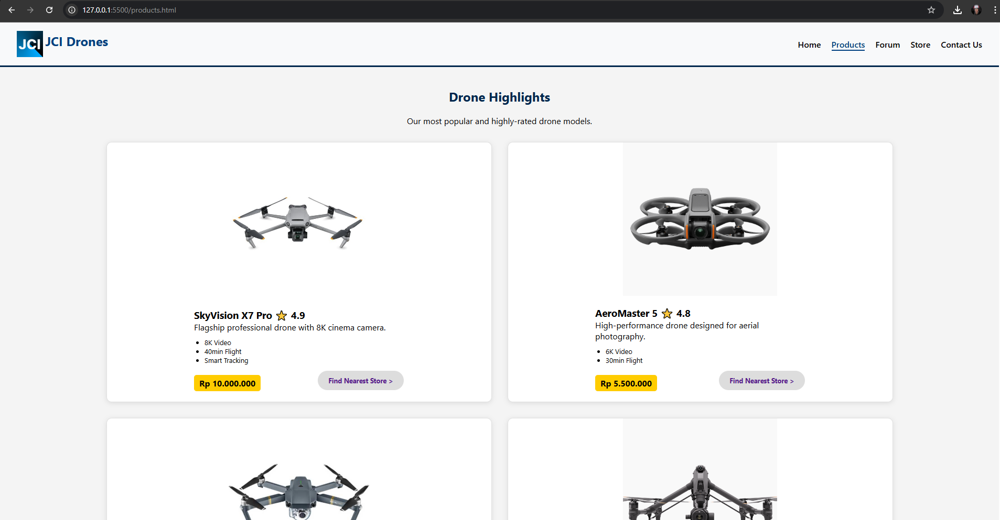 127.0.0.1:5500/products.html
JCI JCI Drones
Home Products Forum Store Contact Us
Drone Highlights
Our most popular and highly-rated drone models.
SkyVision X7 Pro ⭐ 4.9
Flagship professional drone with 8K cinema camera.
• 8K Video
• 40min Flight
• Smart Tracking
Rp 10.000.000
Find Nearest Store >
AeroMaster 5 ⭐ 4.8
High-performance drone designed for aerial
photography.
• 6K Video
• 30min Flight
Rp 5.500.000
Find Nearest Store >